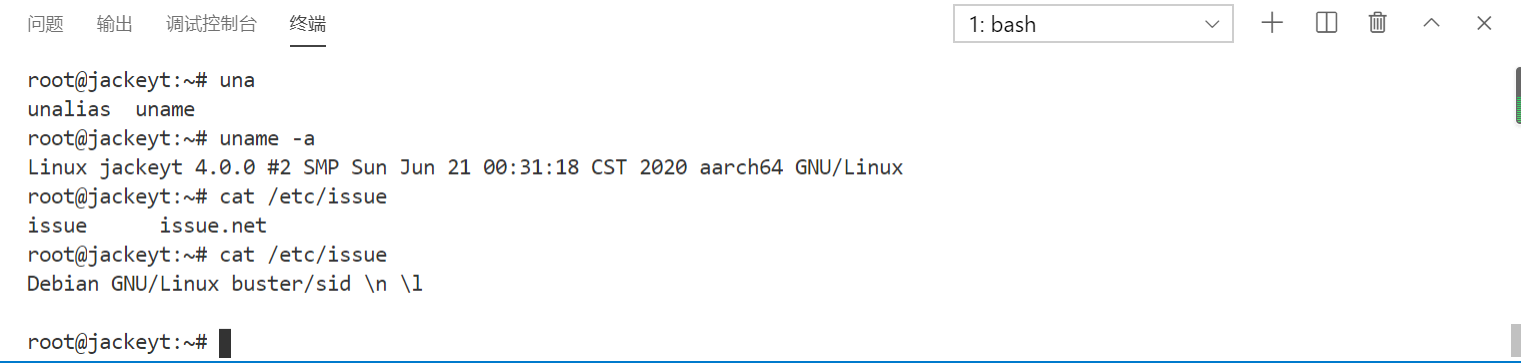 问题 输出 调试控制台 终端 1: bash
root@jackeyt:~# una
unalias  uname
root@jackeyt:~# uname -a
Linux jackeyt 4.0.0 #2 SMP Sun Jun 21 00:31:18 CST 2020 aarch64 GNU/Linux
root@jackeyt:~# cat /etc/issue
issue      issue.net
root@jackeyt:~# cat /etc/issue
Debian GNU/Linux buster/sid \n \l
root@jackeyt:~#